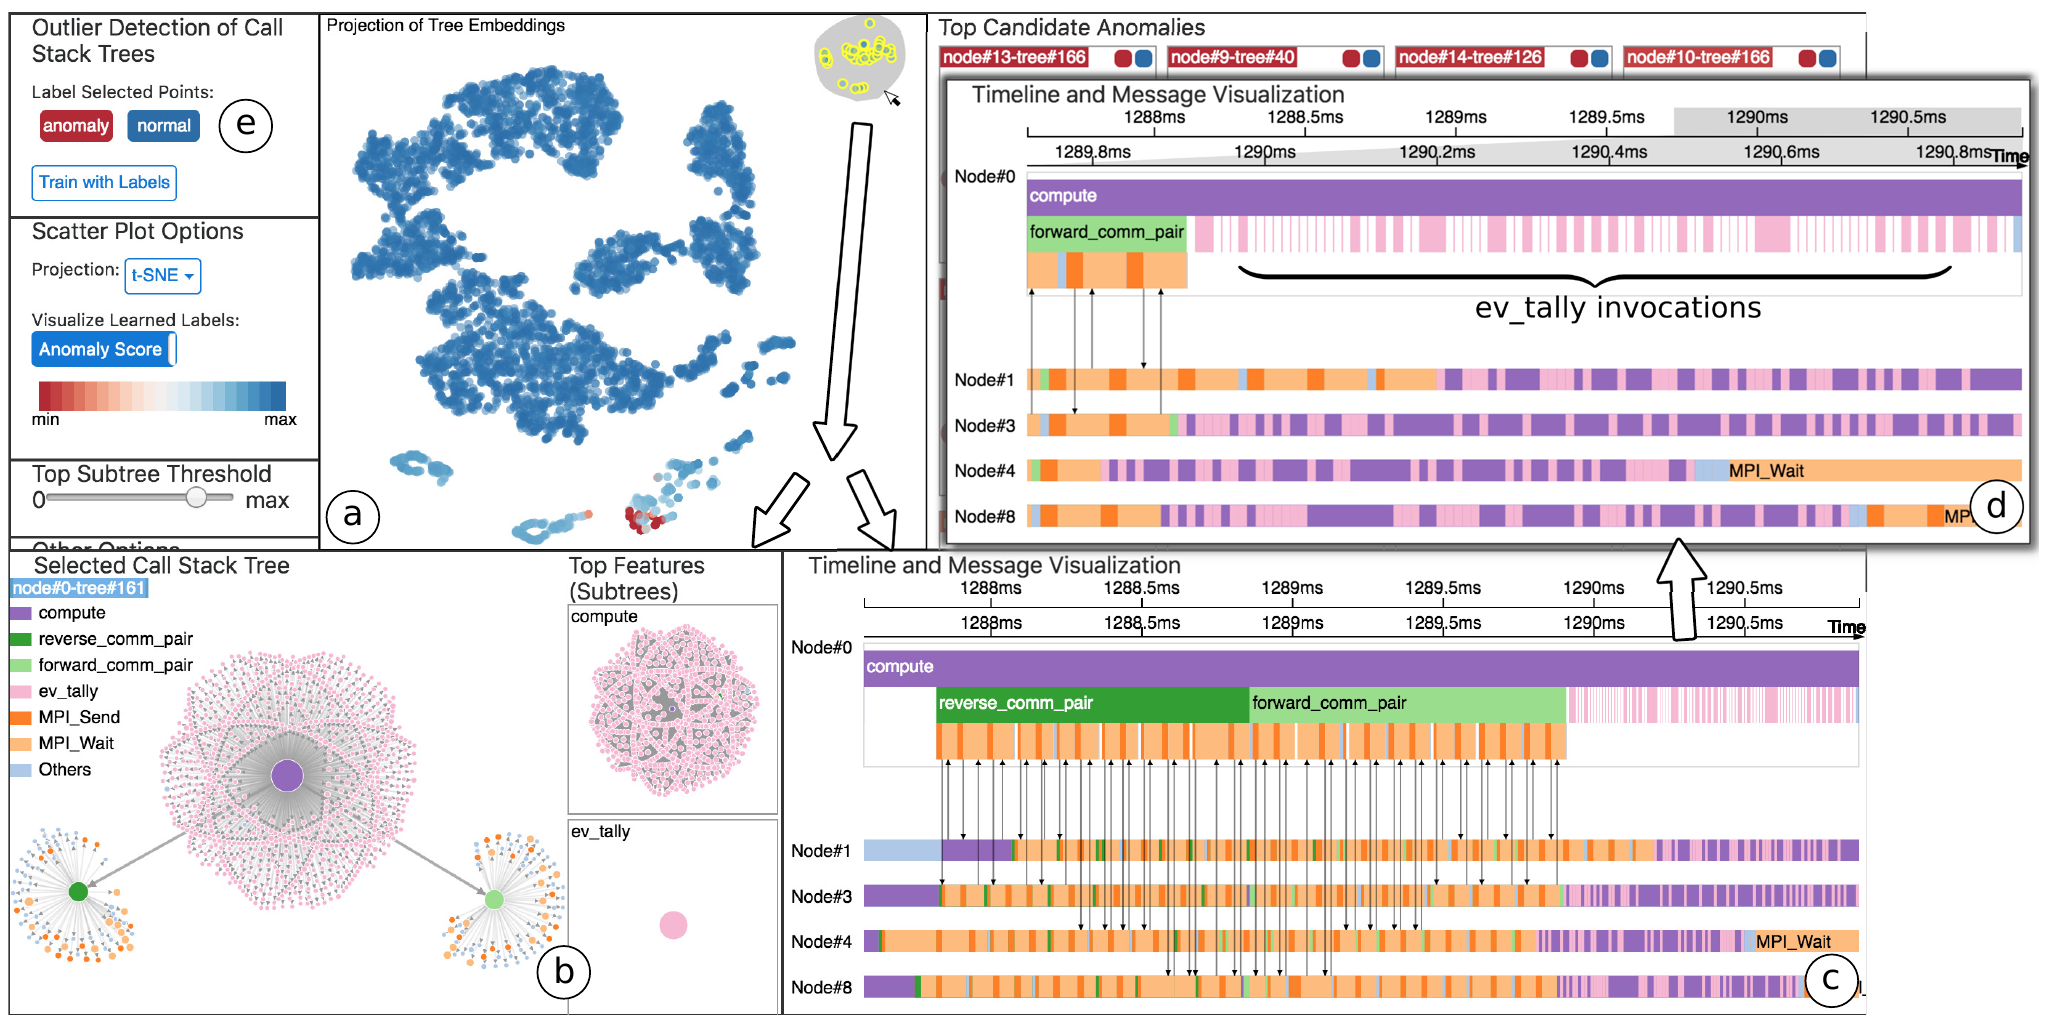 Outlier Detection of Call
Stack Trees
Label Selected Points:
anomaly normal e
Train with Labels
Scatter Plot Options
Projection: t-SNE
Visualize Learned Labels:
Anomaly Score
min max
Top Subtree Threshold
0 max
Other Options
Projection of Tree Embeddings
a
Top Candidate Anomalies
node#13-tree#166 node#9-tree#40 node#14-tree#126 node#10-tree#166
Timeline and Message Visualization
1288ms 1288.5ms 1289ms 1289.5ms 1290ms 1290.5ms
1289.8ms 1290ms 1290.2ms 1290.4ms 1290.6ms 1290.8ms Time
Node#0
compute
forward_comm_pair
ev_tally invocations
Node#1
Node#3
Node#4 MPI_Wait
Node#8
d
Selected Call Stack Tree
node#0-tree#161
compute
reverse_comm_pair
forward_comm_pair
ev_tally
MPI_Send
MPI_Wait
Others
b
Top Features
(Subtrees)
compute
ev_tally
Timeline and Message Visualization
1288ms 1288.5ms 1289ms 1289.5ms 1290ms 1290.5ms
1288ms 1288.5ms 1289ms 1289.5ms 1290ms 1290.5ms Time
Node#0
compute
reverse_comm_pair forward_comm_pair
Node#1
Node#3
Node#4 MPI_Wait
Node#8
c